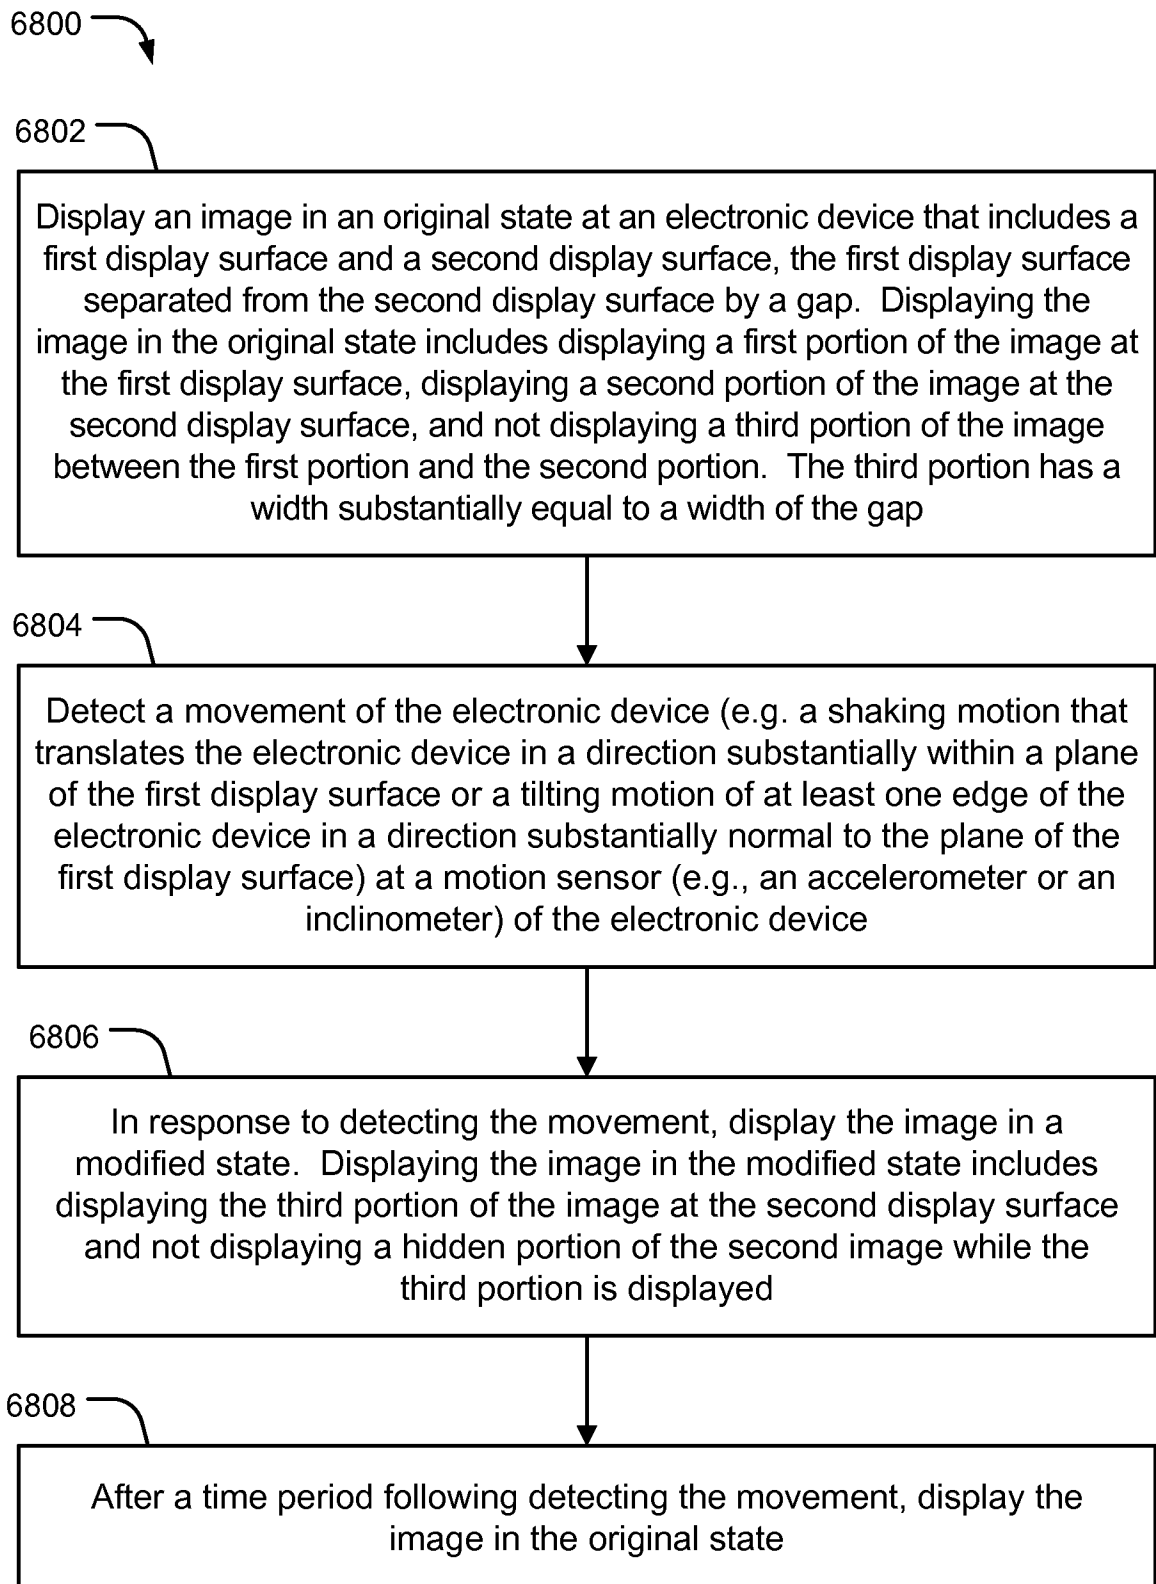 6800
6802
Display an image in an original state at an electronic device that includes a
first display surface and a second display surface, the first display surface
separated from the second display surface by a gap.  Displaying the
image in the original state includes displaying a first portion of the image at
the first display surface, displaying a second portion of the image at the
second display surface, and not displaying a third portion of the image
between the first portion and the second portion.  The third portion has a
width substantially equal to a width of the gap
6804
Detect a movement of the electronic device (e.g. a shaking motion that
translates the electronic device in a direction substantially within a plane
of the first display surface or a tilting motion of at least one edge of the
electronic device in a direction substantially normal to the plane of the
first display surface) at a motion sensor (e.g., an accelerometer or an
inclinometer) of the electronic device
6806
In response to detecting the movement, display the image in a
modified state.  Displaying the image in the modified state includes
displaying the third portion of the image at the second display surface
and not displaying a hidden portion of the second image while the
third portion is displayed
6808
After a time period following detecting the movement, display the
image in the original state